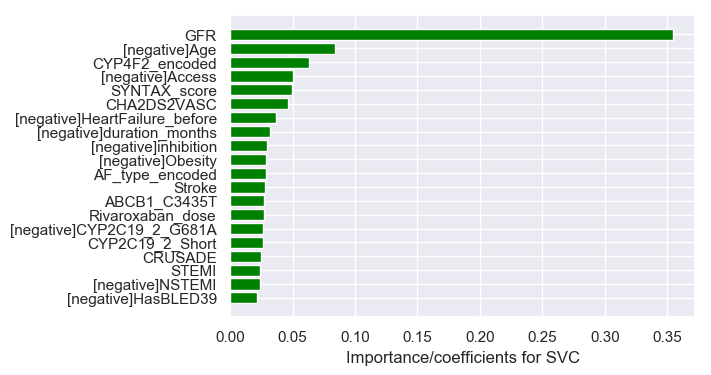 GFR
[negative]Age
CYP4F2_encoded
[negative]Access
SYNTAX_score
CHA2DS2VASC
[negative]HeartFailure_before
[negative]duration_months
[negative]inhibition
[negative]Obesity
AF_type_encoded
Stroke
ABCB1_C3435T
Rivaroxaban_dose
[negative]CYP2C19_2_G681A
CYP2C19_2_Short
CRUSADE
STEMI
[negative]NSTEMI
[negative]HasBLED39
0.00 0.05 0.10 0.15 0.20 0.25 0.30 0.35
Importance/coefficients for SVC